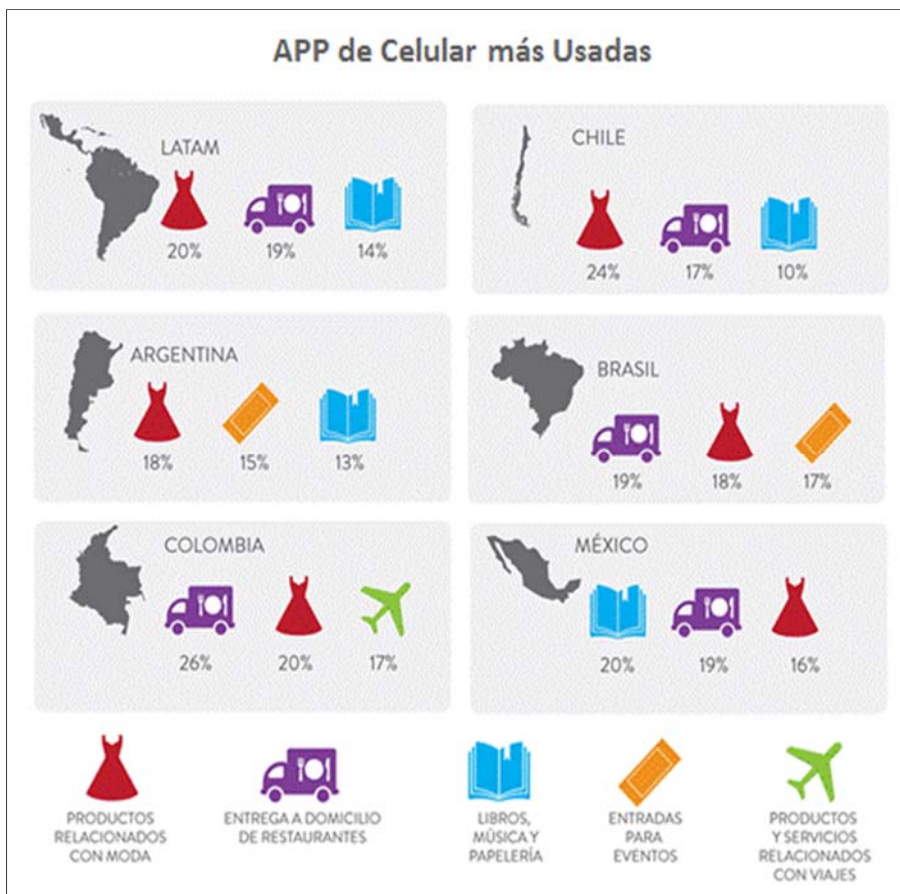 APP de Celular más Usadas
LATAM
20% 19% 14%
CHILE
24% 17% 10%
ARGENTINA
18% 15% 13%
BRASIL
19% 18% 17%
COLOMBIA
26% 20% 17%
MÉXICO
20% 19% 16%
PRODUCTOS
RELACIONADOS
CON MODA
ENTREGA A DOMICILIO
DE RESTAURANTES
LIBROS,
MÚSICA Y
PAPELERÍA
ENTRADAS
PARA
EVENTOS
PRODUCTOS
Y SERVICIOS
RELACIONADOS
CON VIAJES